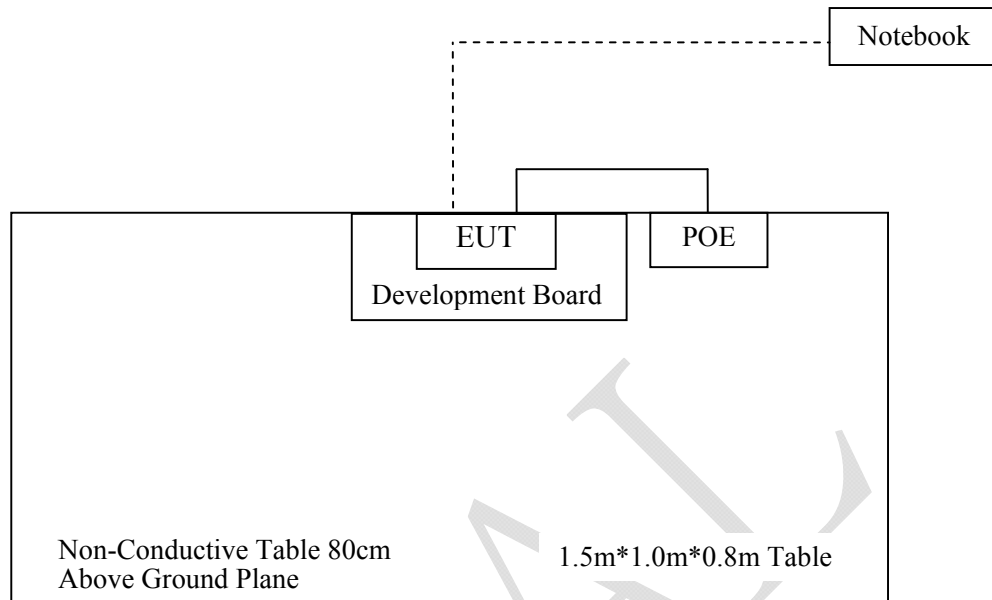 Notebook
EUT
POE
Development Board
Non-Conductive Table 80cm
Above Ground Plane
1.5m*1.0m*0.8m Table